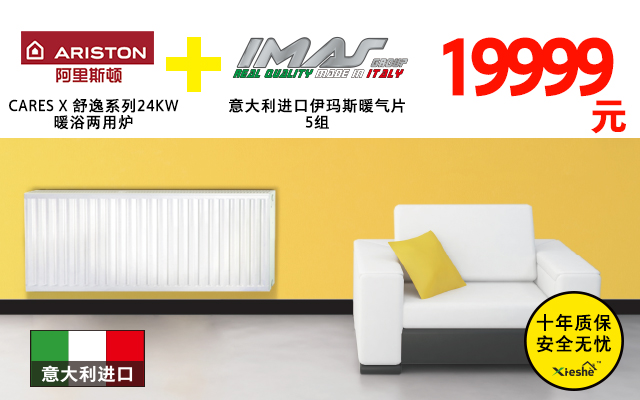 ARISTON
阿里斯顿
CARES X 舒逸系列24KW
暖浴两用炉
+
IMAS
GROUP
REAL QUALITY MADE IN ITALY
意大利进口伊玛斯暖气片
5组
19999
元
意大利进口
十年质保
安全无忧
Xieshe™